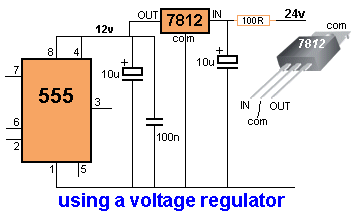 OUT 7812 IN 100R 24v
com
com
12v
8 4
7 555 3
10u + 10u +
100n
6
2
1 5
7812
IN com OUT
using a voltage regulator